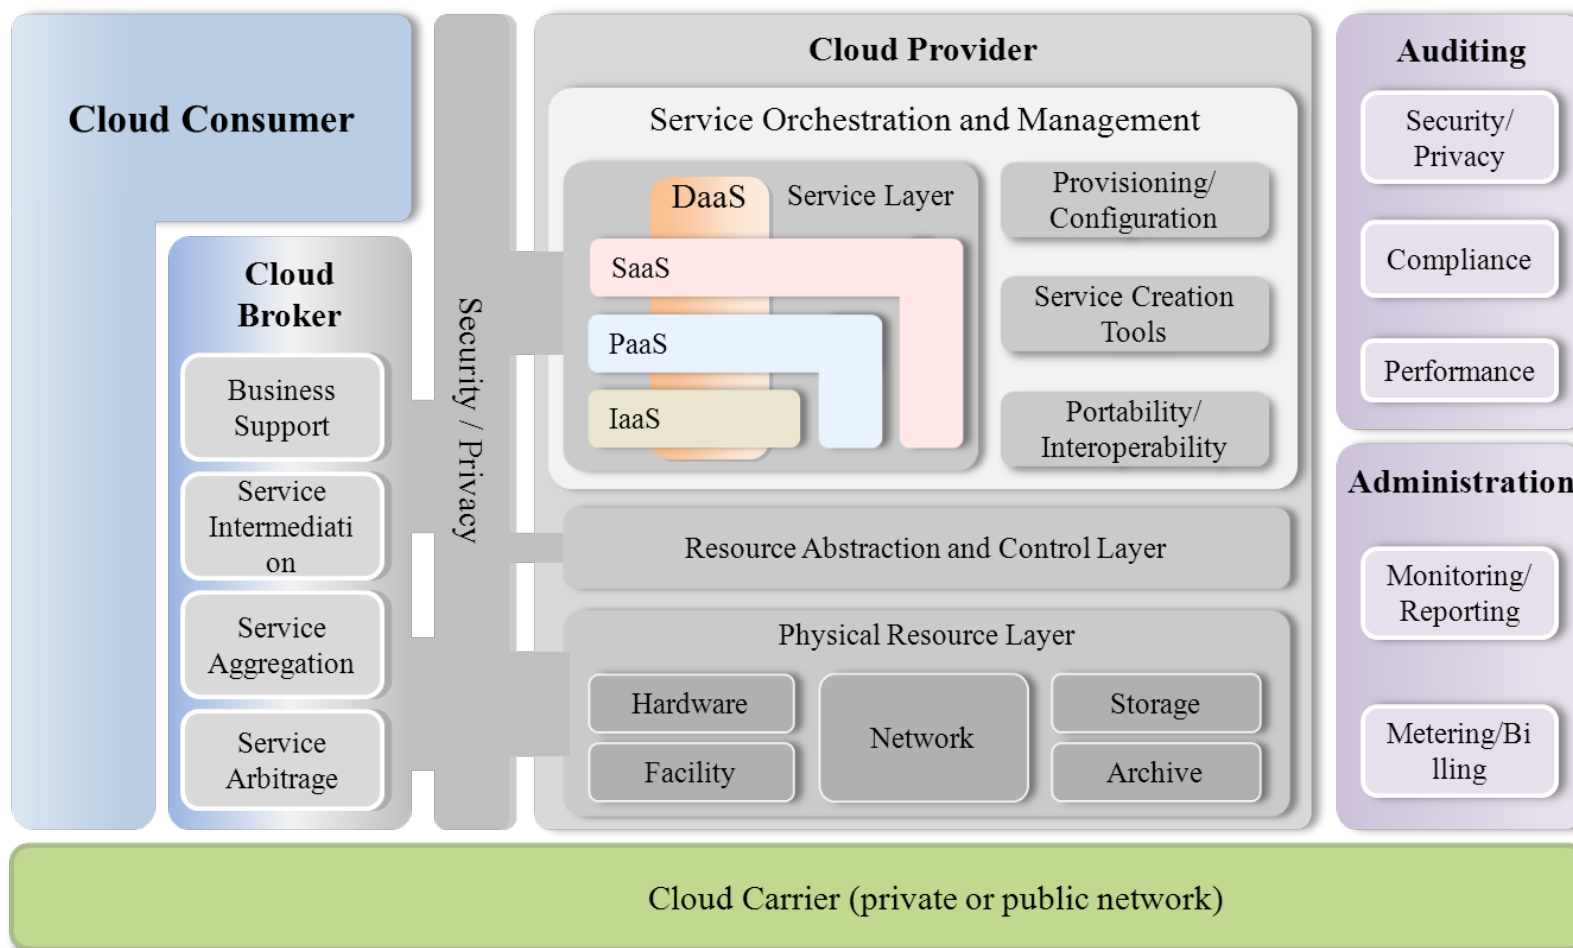 Cloud Consumer
Cloud
Broker
Business
Support
Service
Intermediati
on
Service
Aggregation
Service
Arbitrage
Security / Privacy
Cloud Provider
Service Orchestration and Management
DaaS
Service Layer
SaaS
PaaS
IaaS
Provisioning/
Configuration
Service Creation
Tools
Portability/
Interoperability
Resource Abstraction and Control Layer
Physical Resource Layer
Hardware
Facility
Network
Storage
Archive
Auditing
Security/
Privacy
Compliance
Performance
Administration
Monitoring/
Reporting
Metering/Bi
lling
Cloud Carrier (private or public network)